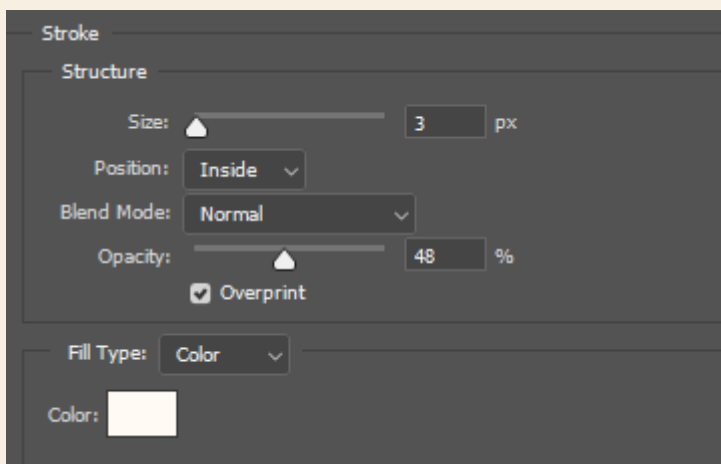 Stroke
Structure
Size: 3 px
Position: Inside
Blend Mode: Normal
Opacity: 48 %
Overprint
Fill Type: Color
Color: